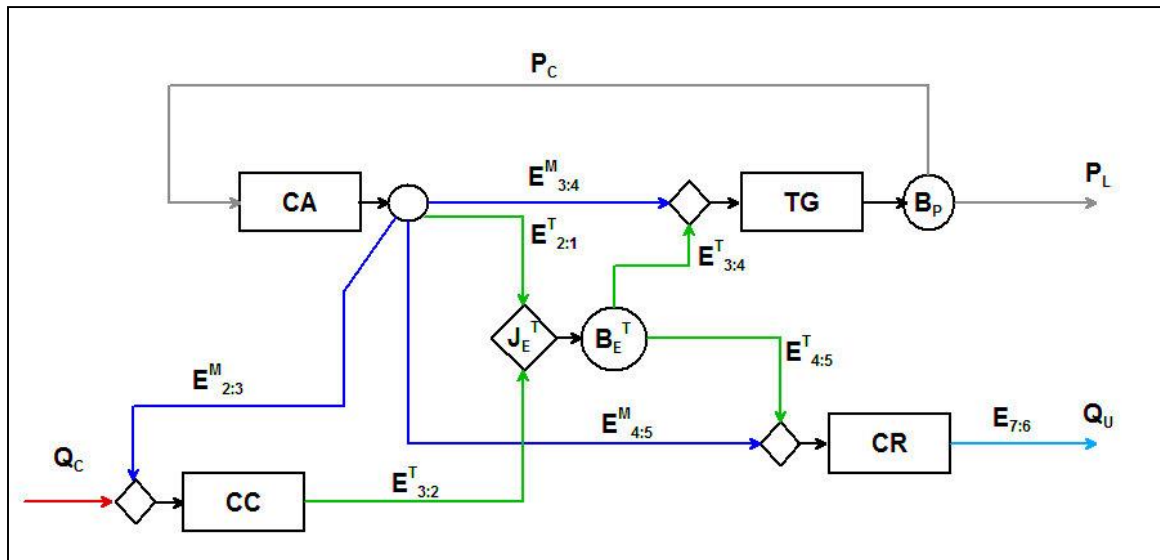 P_C
E^M_3:4
P_L
CA
TG
B_P
E^T_2:1
E^T_3:4
J_E^T
B_E^T
E^T_4:5
E^M_2:3
E^M_4:5
E_7:6
Q_U
Q_C
CR
E^T_3:2
CC